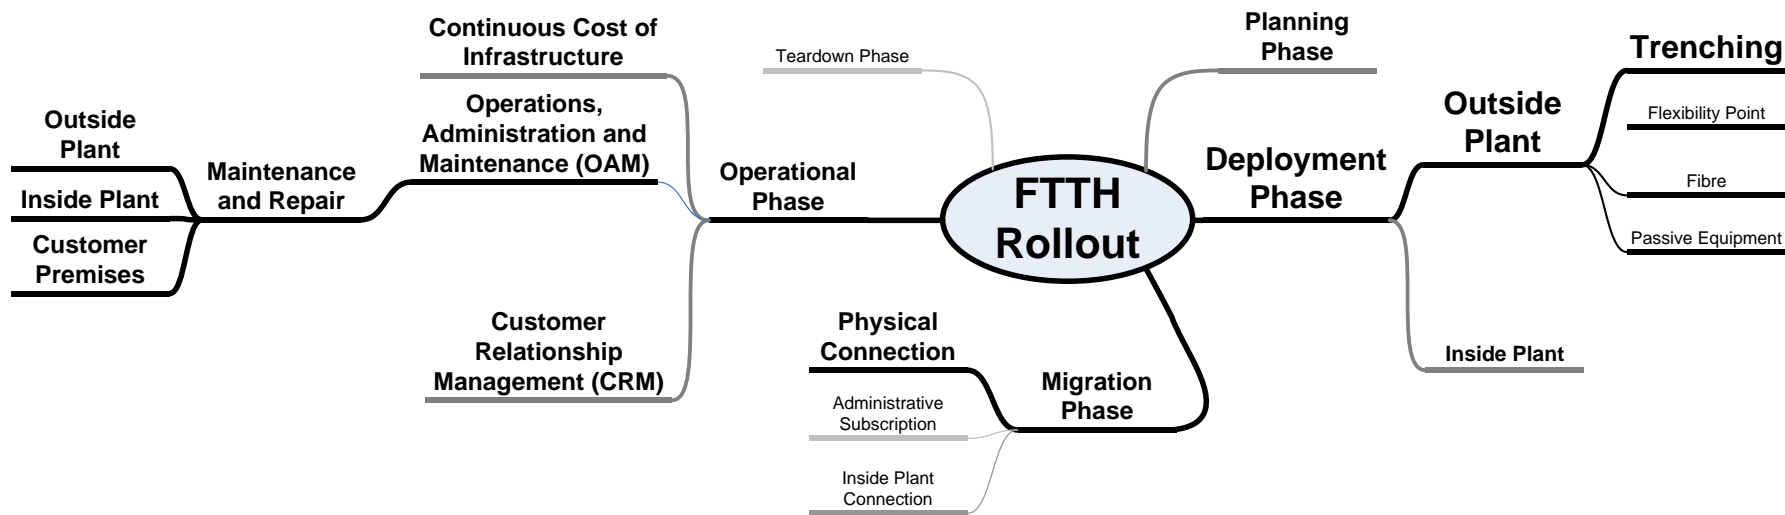 Continuous Cost of
Infrastructure
Teardown Phase
Planning
Phase
Trenching
Operations,
Administration and
Maintenance (OAM)
Outside
Plant
Outside
Plant
Flexibility Point
Maintenance
and Repair
Operational
Phase
FTTH
Rollout
Deployment
Phase
Fibre
Inside Plant
Customer
Premises
Passive Equipment
Customer
Relationship
Management (CRM)
Physical
Connection
Migration
Phase
Inside Plant
Administrative
Subscription
Inside Plant
Connection